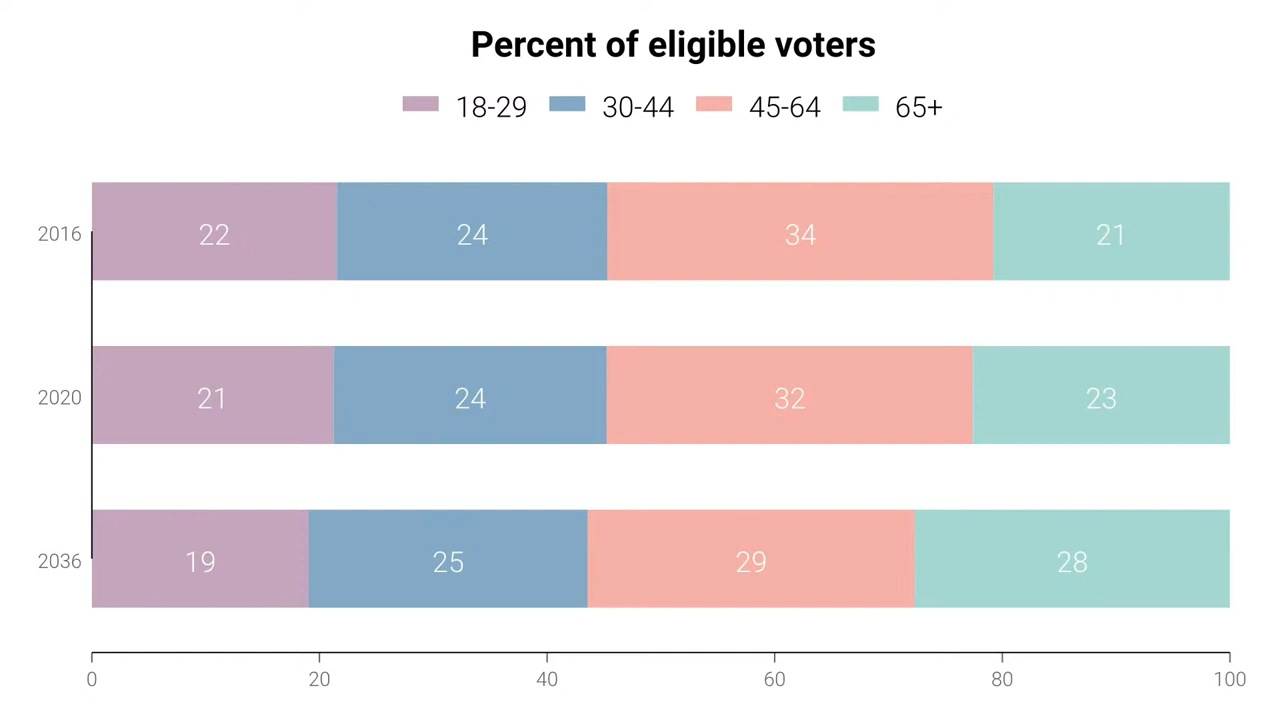 Percent of eligible voters
18-29 30-44 45-64 65+
2016 22 24 34 21
2020 21 24 32 23
2036 19 25 29 28
0 20 40 60 80 100